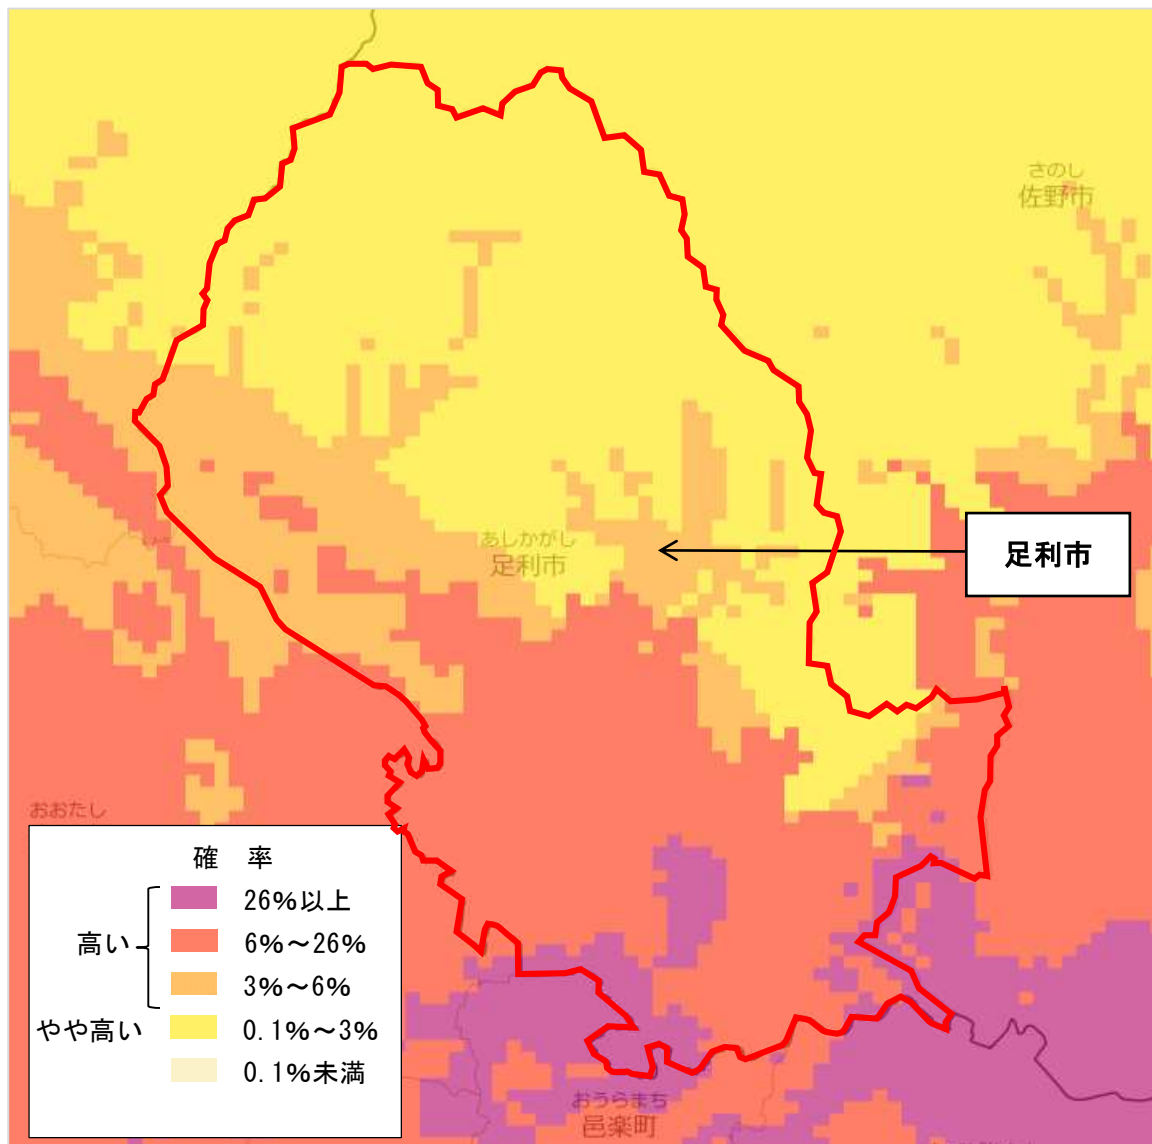 さのし
佐野市
あしかがし
足利市
足利市
おおたし
確 率
高い
26%以上
6%～26%
3%～6%
やや高い
0.1%～3%
0.1%未満
おうらまち
邑楽町